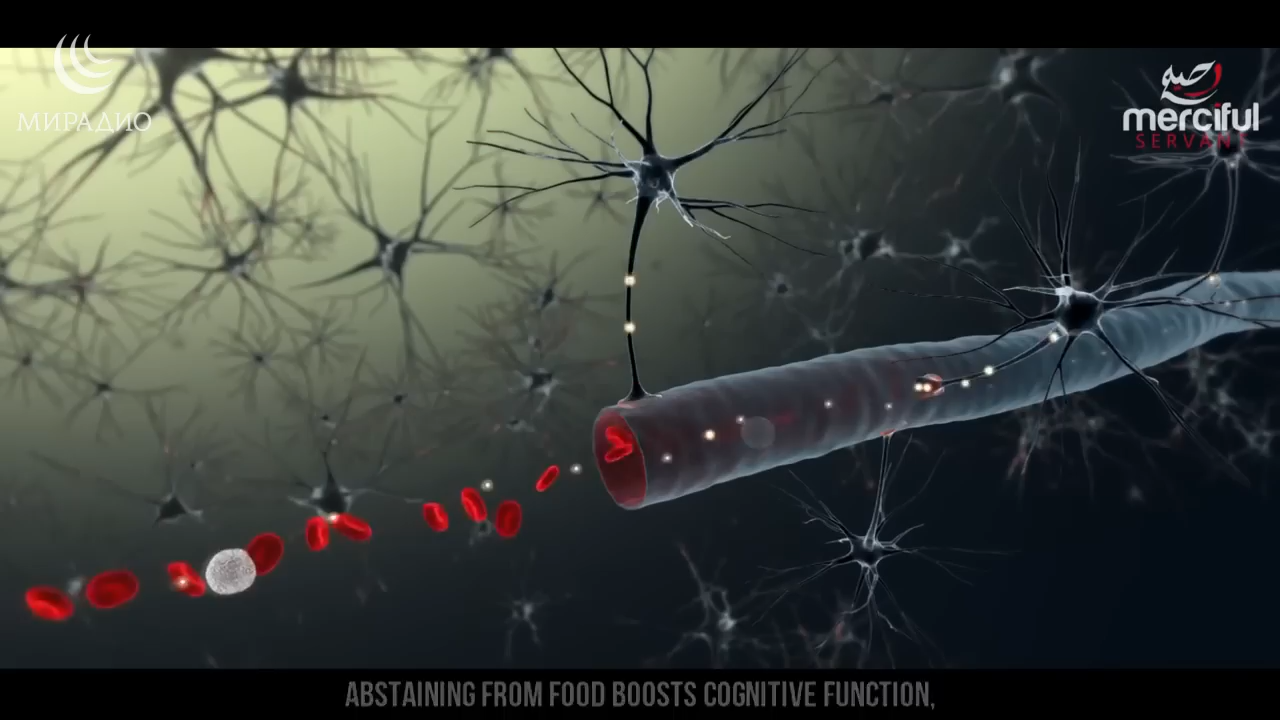 МИРАДИО
merciful
SERVANT
ABSTAINING FROM FOOD BOOSTS COGNITIVE FUNCTION,